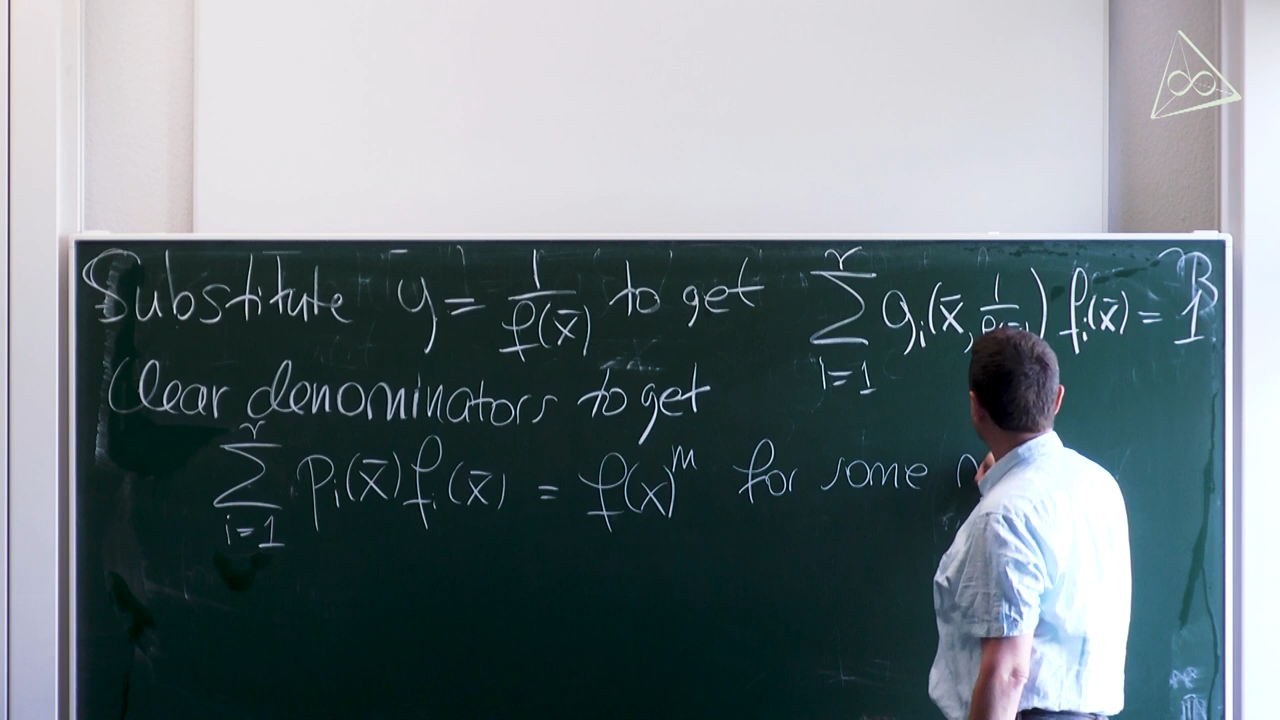 Substitute y = 1/f(x̄) to get ∑_{i=1}^{r} g_i(x̄, 1/f(x̄)) f_i(x̄) = 1
Clear denominators to get
∑_{i=1}^{r} p_i(x̄) f_i(x̄) = f(x)^m for some